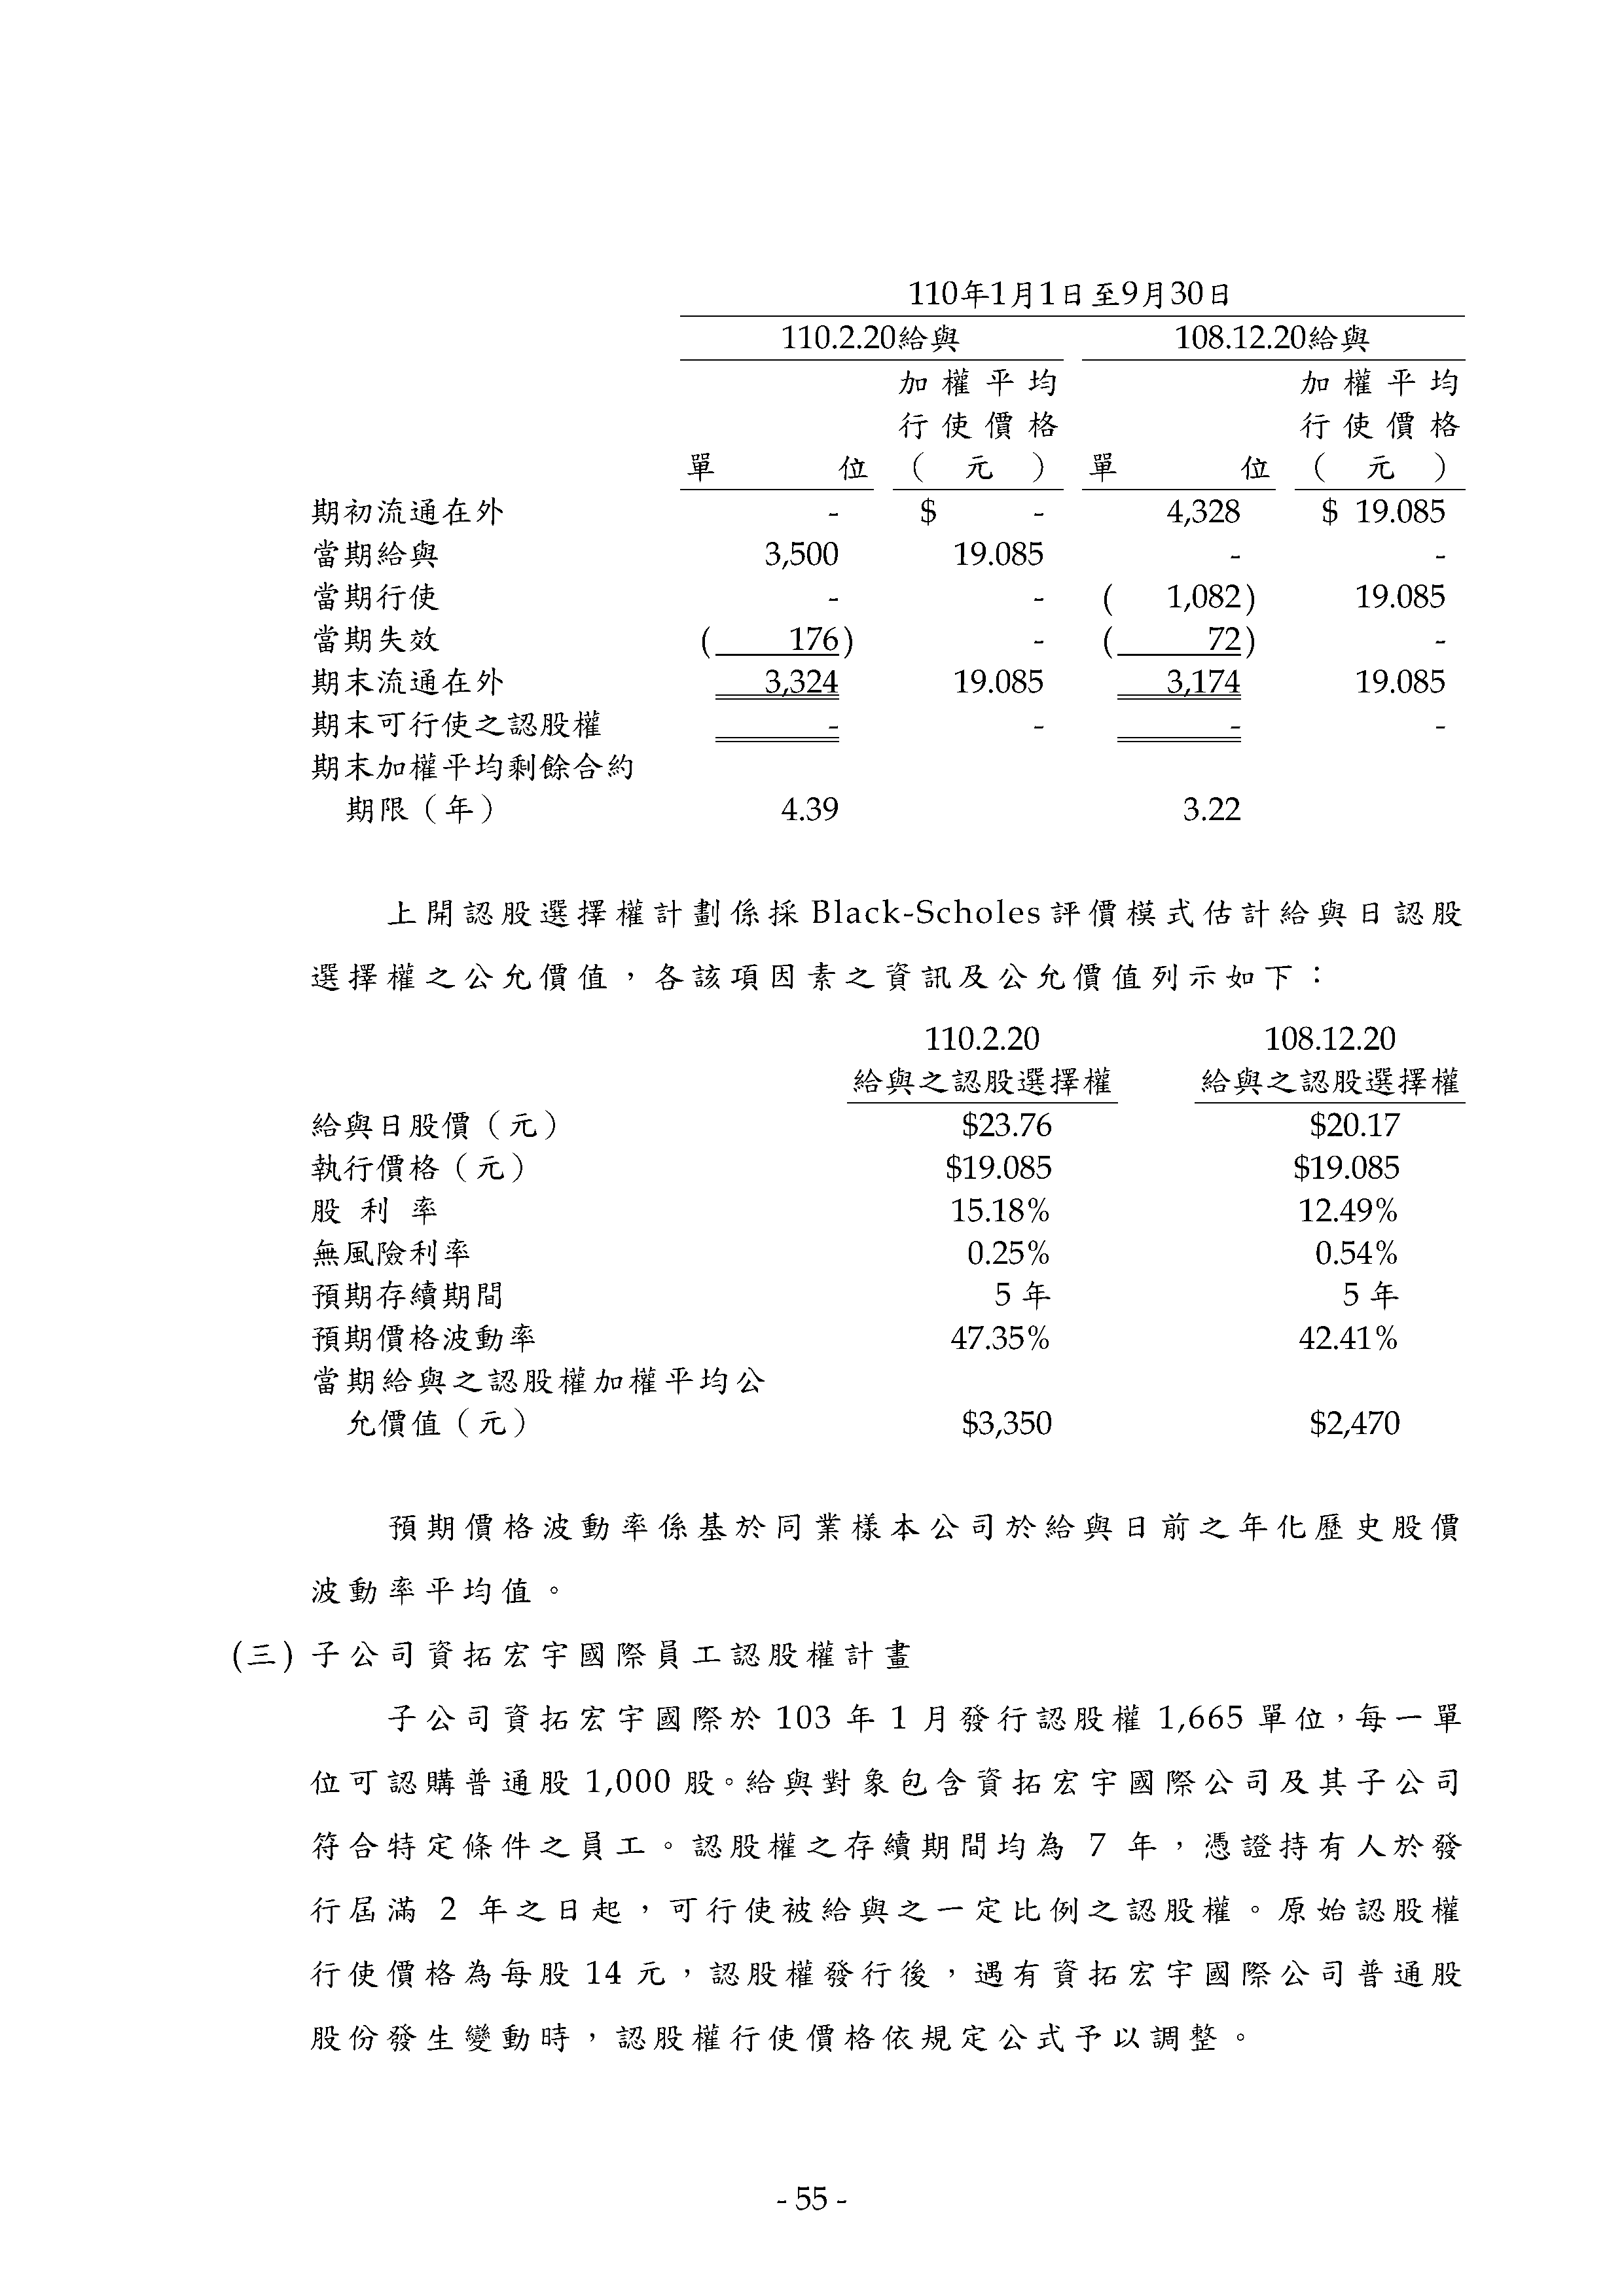 110年1月1日至9月30日
110.2.20給與 108.12.20給與
加權平均 加權平均
行使價格 行使價格
單位 (元) 單位 (元)
期初流通在外 - $ - 4,328 $ 19.085
當期給與 3,500 19.085 - -
當期行使 - - ( 1,082) 19.085
當期失效 ( 176) - ( 72) -
期末流通在外 3,324 19.085 3,174 19.085
期末可行使之認股權 - - - -
期末加權平均剩餘合約
期限(年) 4.39 3.22
上開認股選擇權計劃係採 Black-Scholes 評價模式估計給與日認股
選擇權之公允價值，各該項因素之資訊及公允價值列示如下：
110.2.20 108.12.20
給與之認股選擇權 給與之認股選擇權
給與日股價（元） $23.76 $20.17
執行價格（元） $19.085 $19.085
股利率 15.18% 12.49%
無風險利率 0.25% 0.54%
預期存續期間 5 年 5 年
預期價格波動率 47.35% 42.41%
當期給與之認股權加權平均公
允價值（元） $3,350 $2,470
預期價格波動率係基於同業樣本公司於給與日前之年化歷史股價
波動率平均值。
(三) 子公司資拓宏宇國際員工認股權計畫
子公司資拓宏宇國際於 103 年 1 月發行認股權 1,665 單位，每一單
位可認購普通股 1,000 股。給與對象包含資拓宏宇國際公司及其子公司
符合特定條件之員工。認股權之存續期間均為 7 年，憑證持有人於發
行屆滿 2 年之日起，可行使被給與之一定比例之認股權。原始認股權
行使價格為每股 14 元，認股權發行後，遇有資拓宏宇國際公司普通股
股份發生變動時，認股權行使價格依規定公式予以調整。
- 55 -